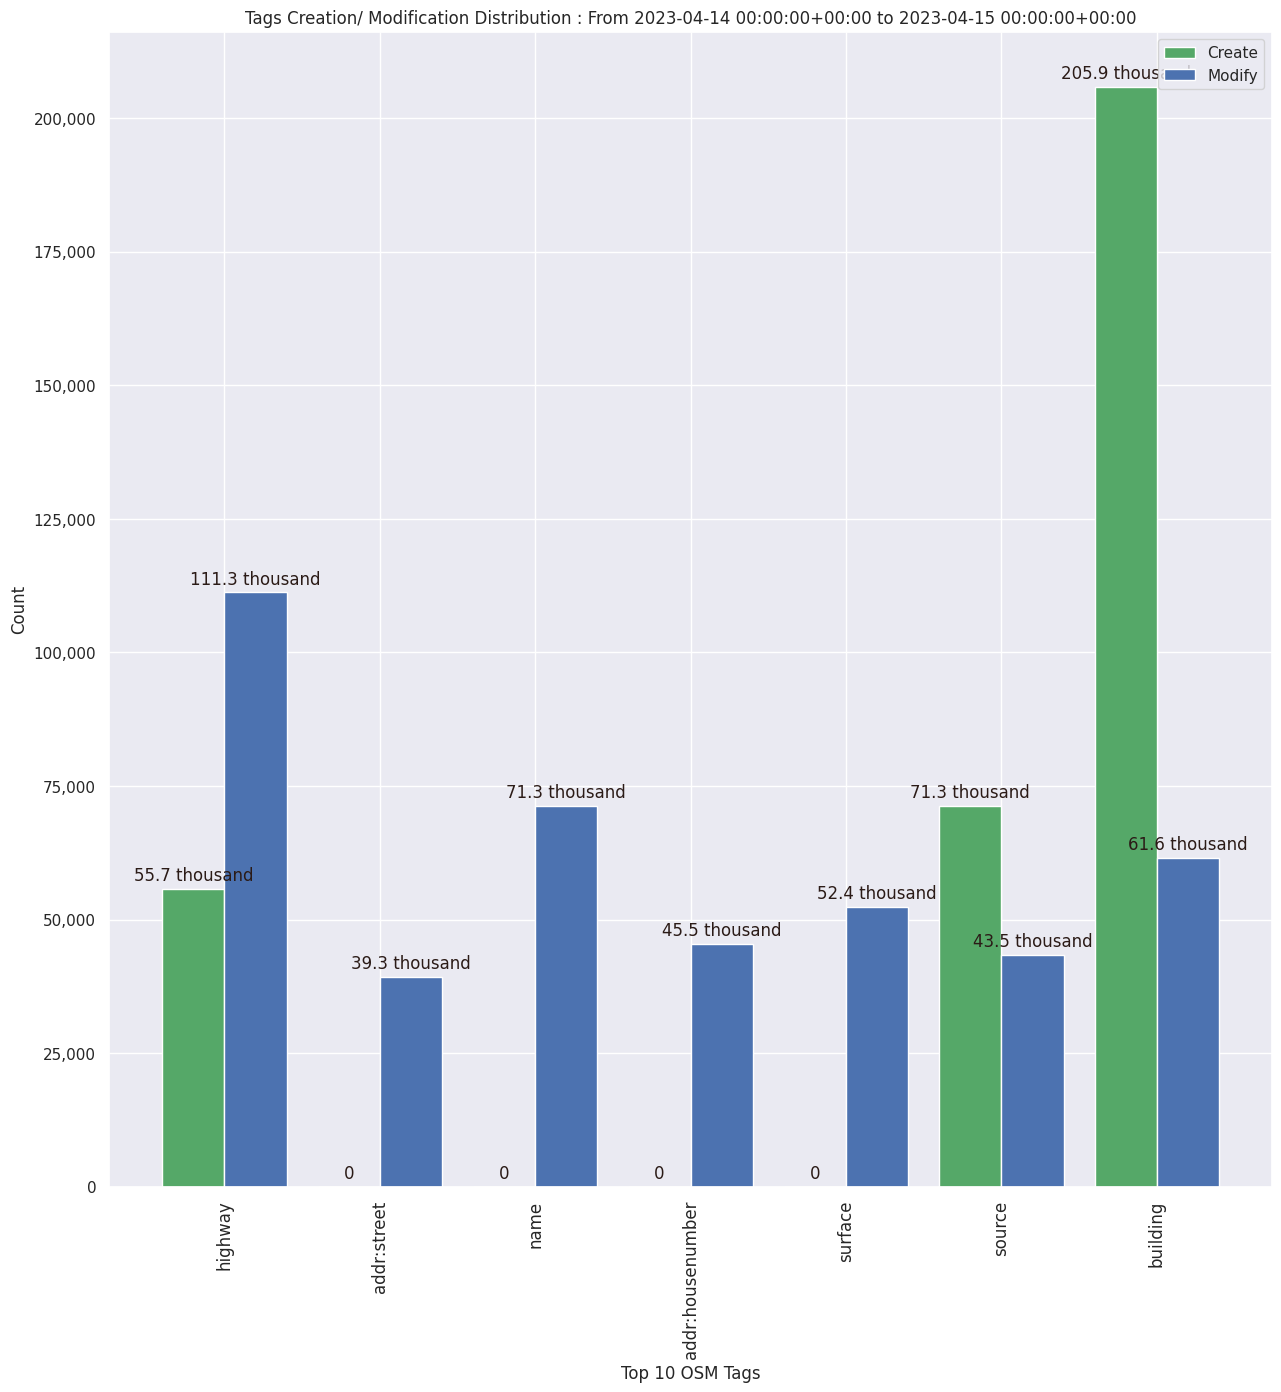 Tags Creation/ Modification Distribution : From 2023-04-14 00:00:00+00:00 to 2023-04-15 00:00:00+00:00
Create
Modify
205.9
200,000
175,000
150,000
125,000
111.3 thousand
100,000
Count
75,000
71.3 thousand
71.3 thousand
61.6 thousand
55.7 thousand
52.4 thousand
50,000
45.5 thousand
43.5 thousand
39.3 thousand
25,000
0
0
0
0
0
highway
addr:street
name
addr:housenumber
surface
source
building
Top 10 OSM Tags